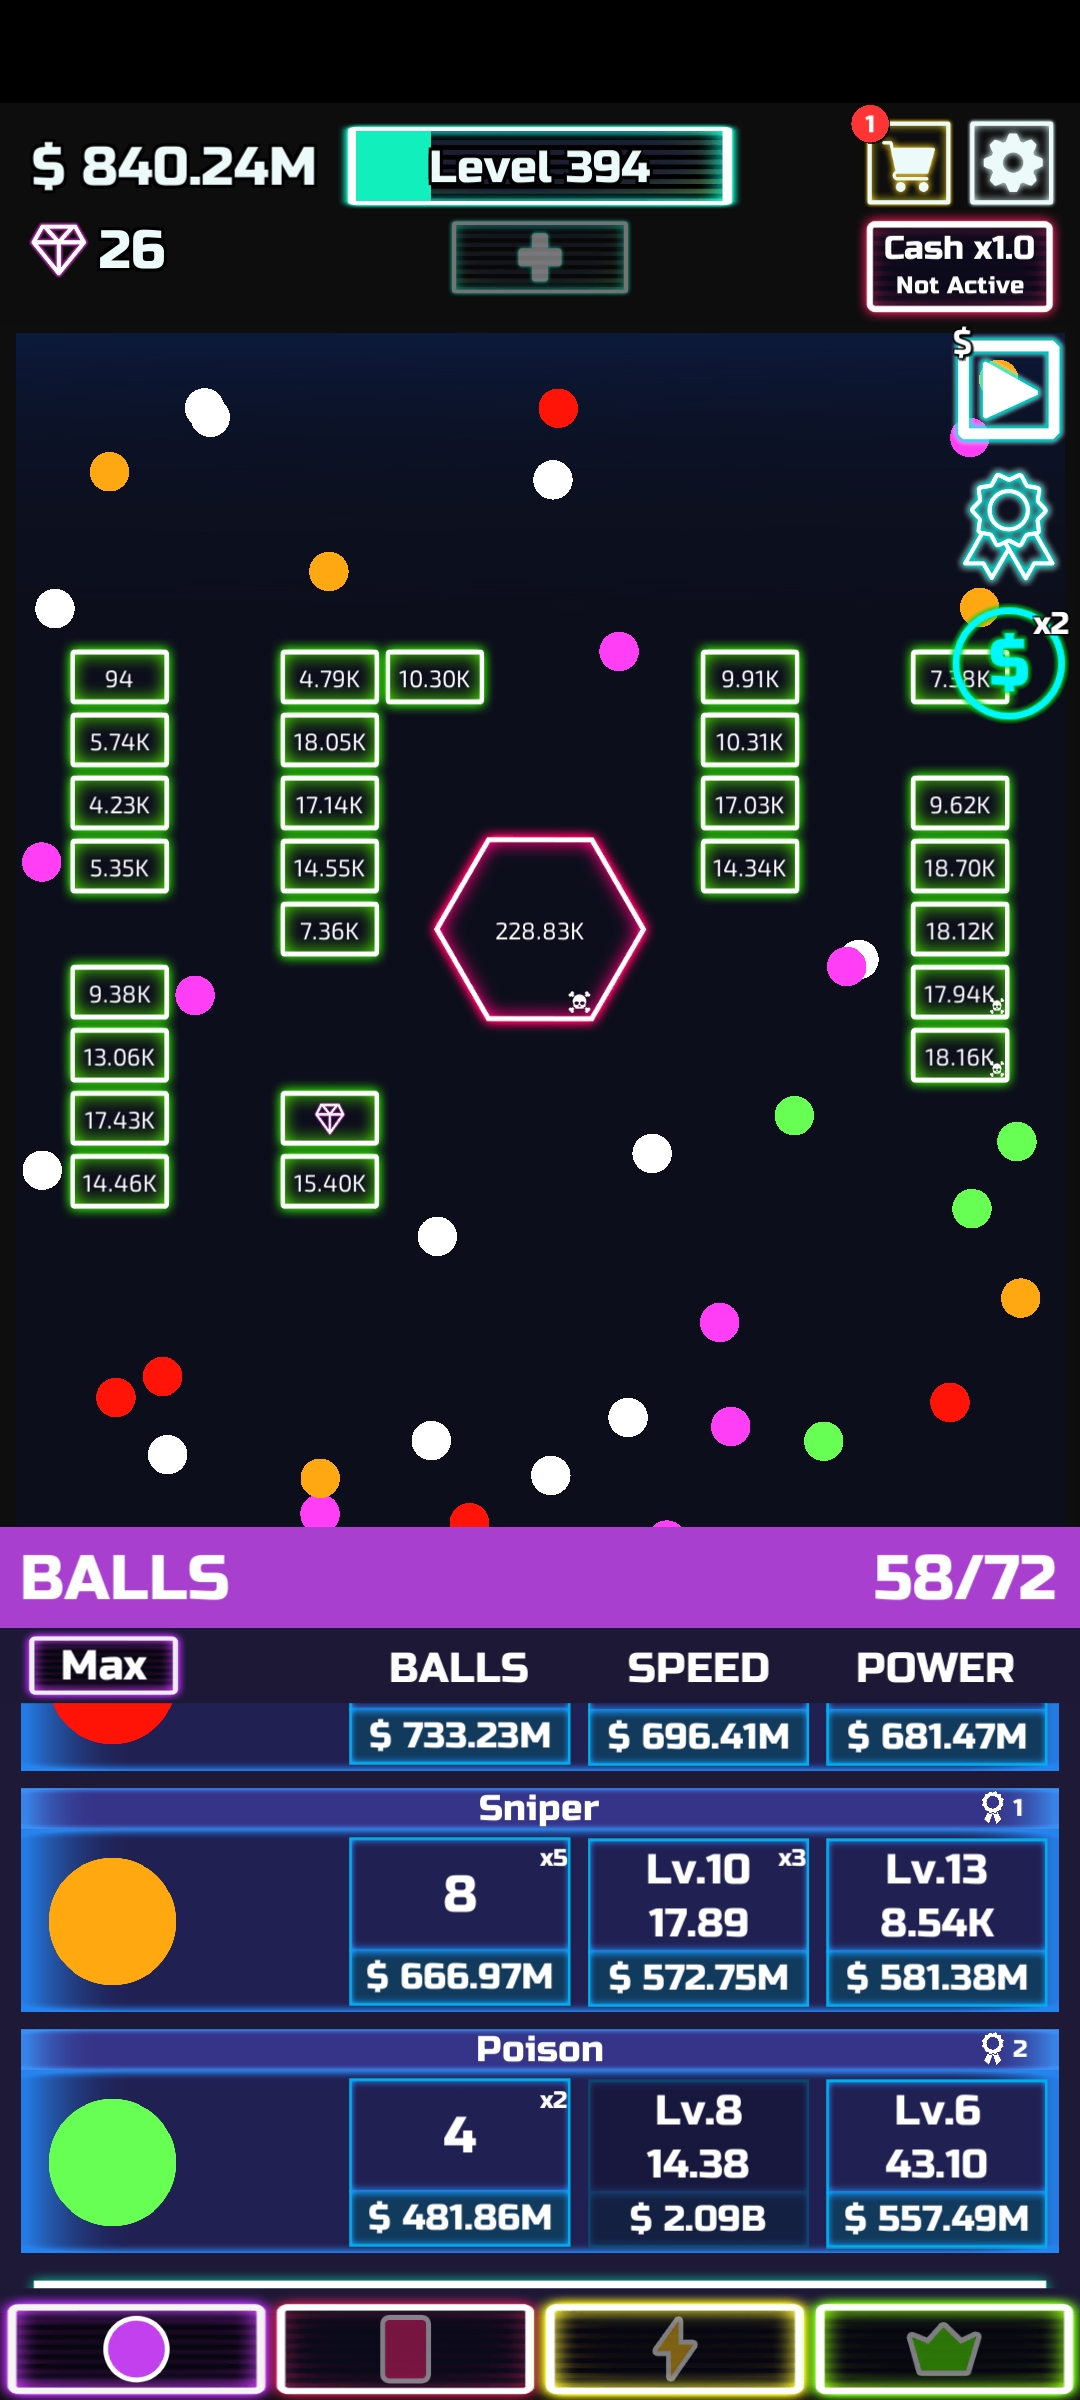 $ 840.24M
Level 394
1
26
Cash x1.0
Not Active
$
x2
$
94
4.79K
10.30K
9.91K
7.38K
5.74K
18.05K
10.31K
4.23K
17.14K
17.03K
9.62K
5.35K
14.55K
14.34K
18.70K
7.36K
228.83K
18.12K
9.38K
17.94K
13.06K
18.16K
17.43K
14.46K
15.40K
BALLS
58/72
Max
BALLS
SPEED
POWER
$ 733.23M
$ 696.41M
$ 681.47M
Sniper
1
x5
8
$ 666.97M
Lv.10
x3
17.89
$ 572.75M
Lv.13
8.54K
$ 581.38M
Poison
2
x2
4
$ 481.86M
Lv.8
14.38
$ 2.09B
Lv.6
43.10
$ 557.49M